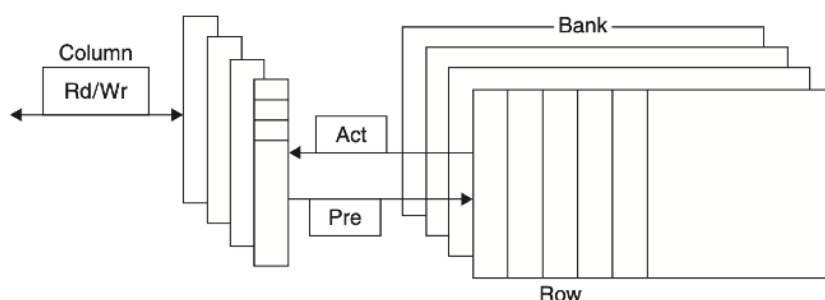 Bank
Column
Rd/Wr
Act
Pre
Row